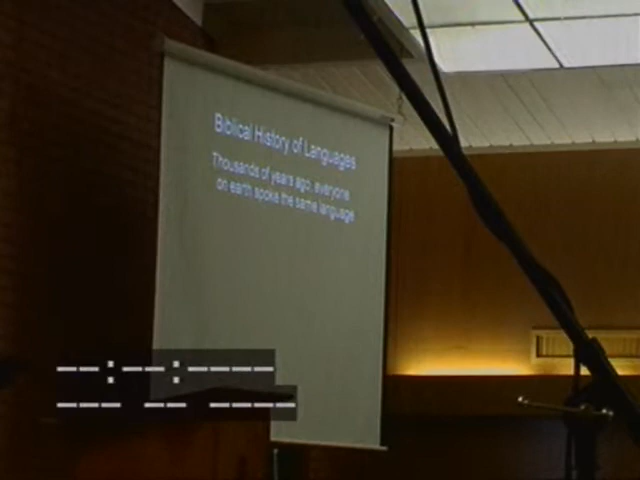 Biblical History of Languages
Thousands of years ago, everyone
on earth spoke the same language
--:--:----
--- -- ----